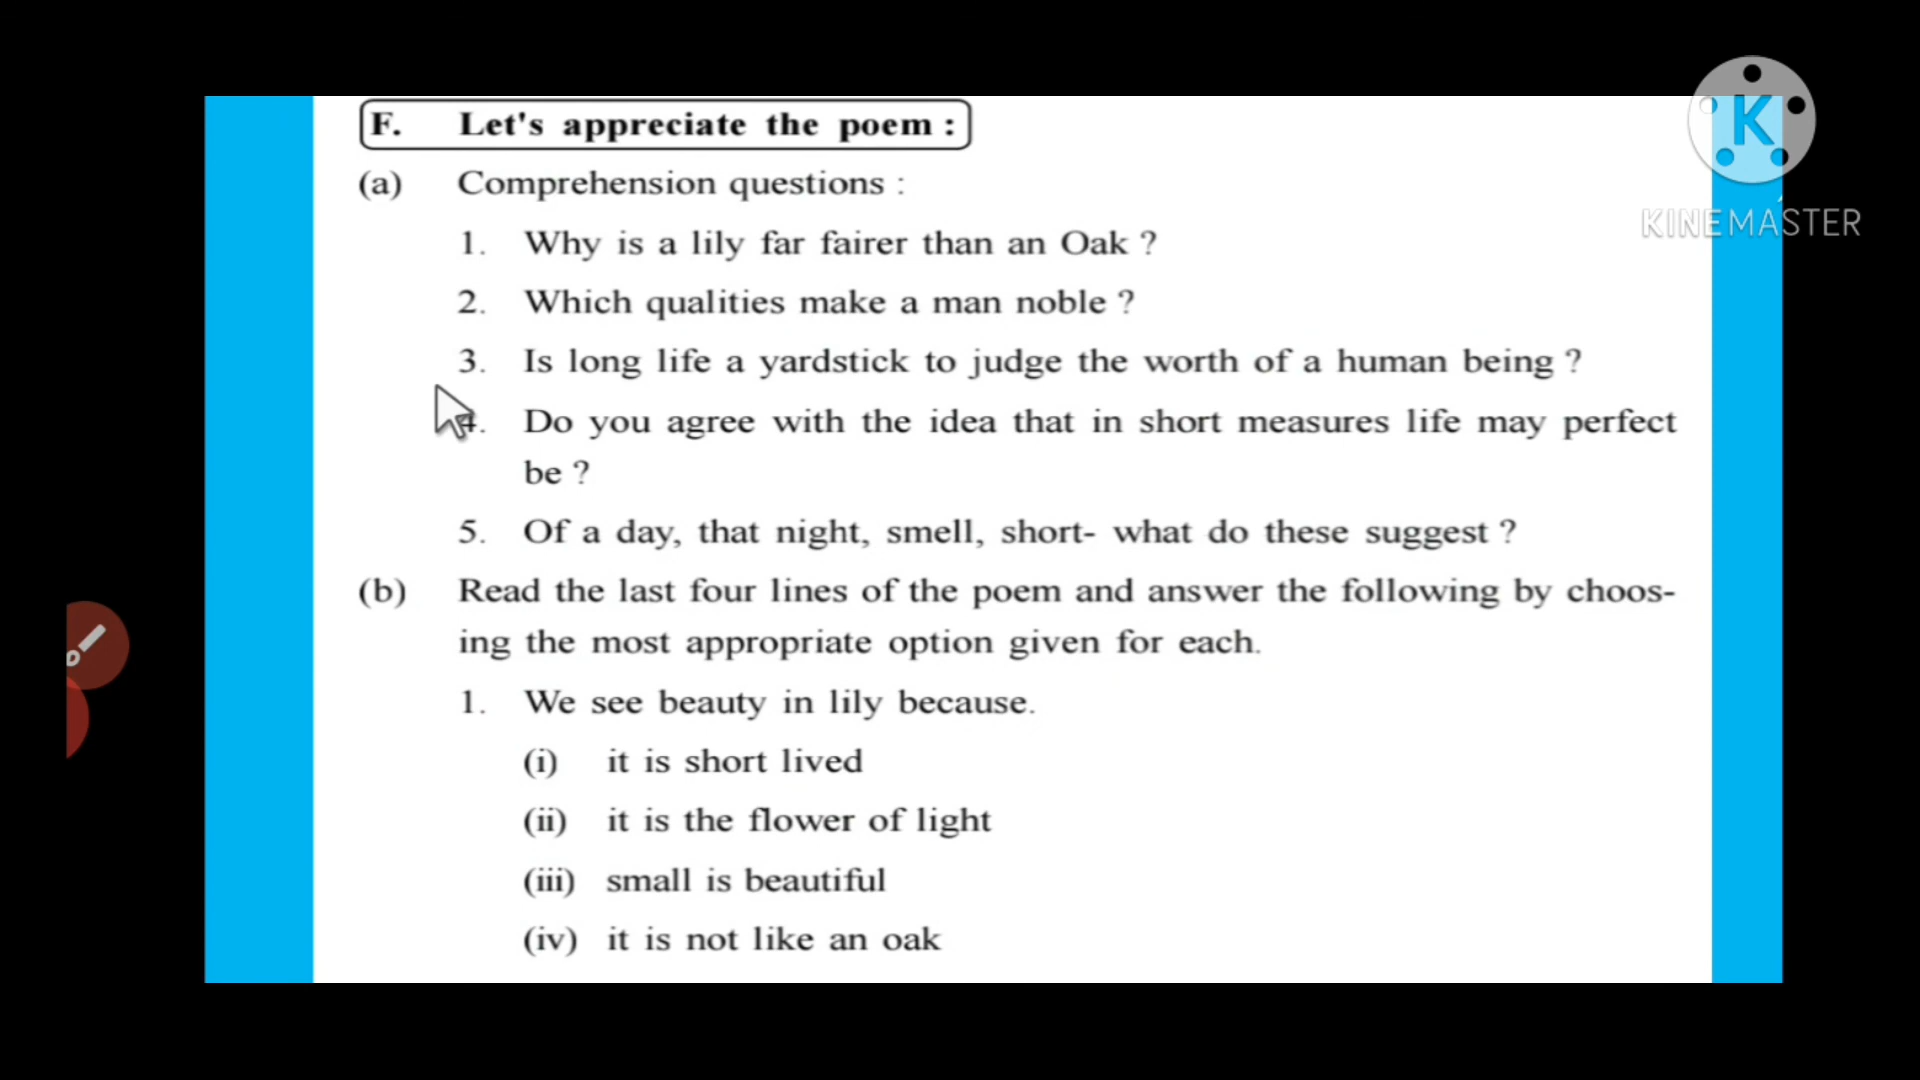 F. Let's appreciate the poem :
(a) Comprehension questions :
1. Why is a lily far fairer than an Oak ?
2. Which qualities make a man noble ?
3. Is long life a yardstick to judge the worth of a human being ?
4. Do you agree with the idea that in short measures life may perfect
be ?
5. Of a day, that night, smell, short- what do these suggest ?
(b) Read the last four lines of the poem and answer the following by choos-
ing the most appropriate option given for each.
1. We see beauty in lily because.
(i) it is short lived
(ii) it is the flower of light
(iii) small is beautiful
(iv) it is not like an oak
K
KINEMASTER